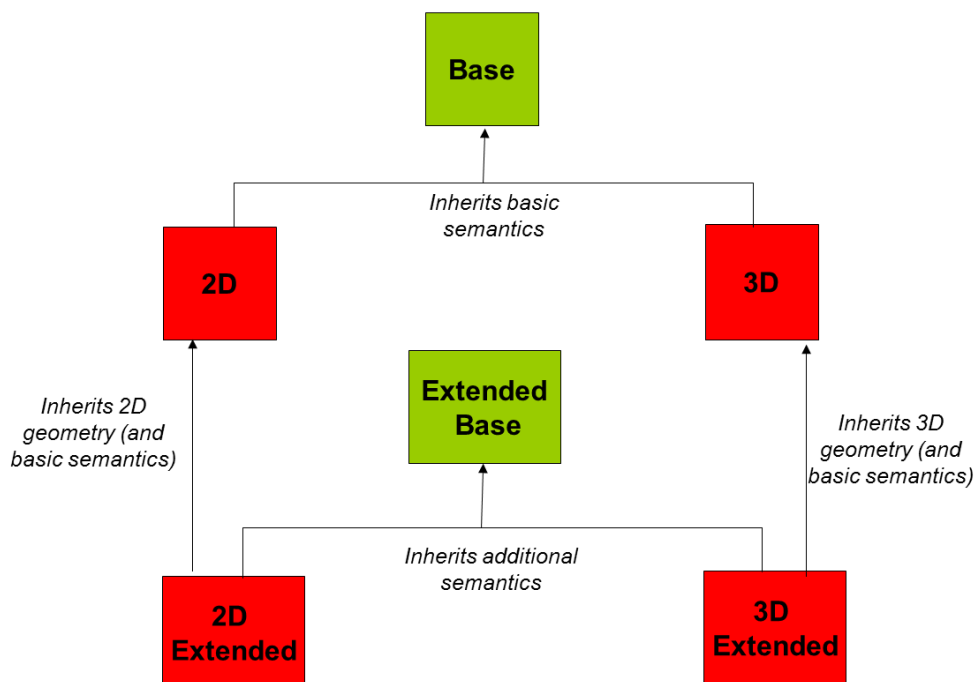 Base
Inherits basic
semantics
2D
3D
Extended
Base
Inherits 2D
geometry (and
basic semantics)
Inherits 3D
geometry (and
basic semantics)
Inherits additional
semantics
2D
Extended
3D
Extended